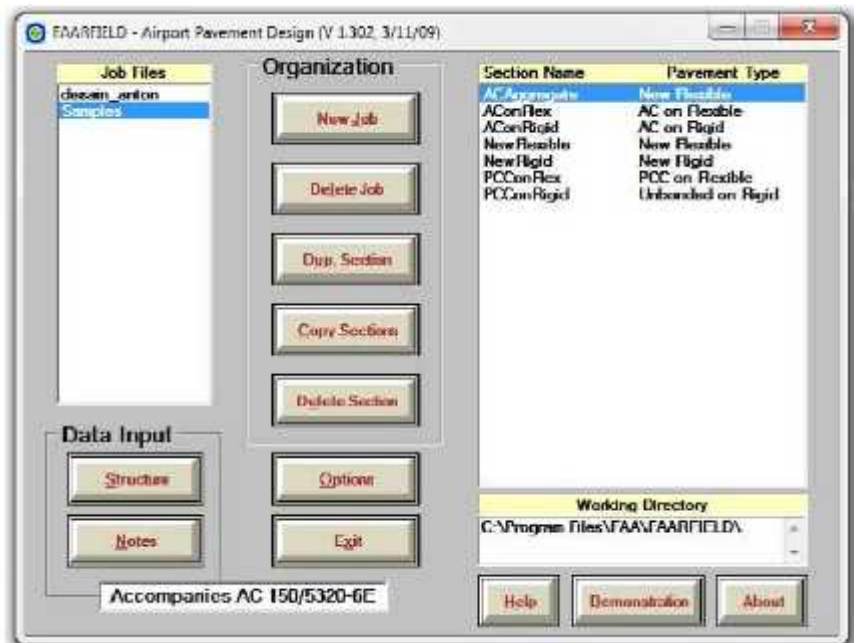 FAARFIELD - Airport Pavement Design (V 1.302, 3/11/09)
Job Files
desain_anton
Samples
Organization
New Job
Delete Job
Dup. Section
Copy Sections
Delete Section
Section Name Pavement Type
ACAggregate New Flexible
AConFlex AC on Flexible
AConRigid AC on Rigid
NewFlexible New Flexible
NewRigid New Rigid
PCConFlex PCC on Flexible
PCConRigid Unbonded on Rigid
Data Input
Structure
Notes
Options
Exit
Working Directory
C:\Program Files\FAA\FAARFIELD\
Accompanies AC 150/5320-6E
Help
Demonstration
About